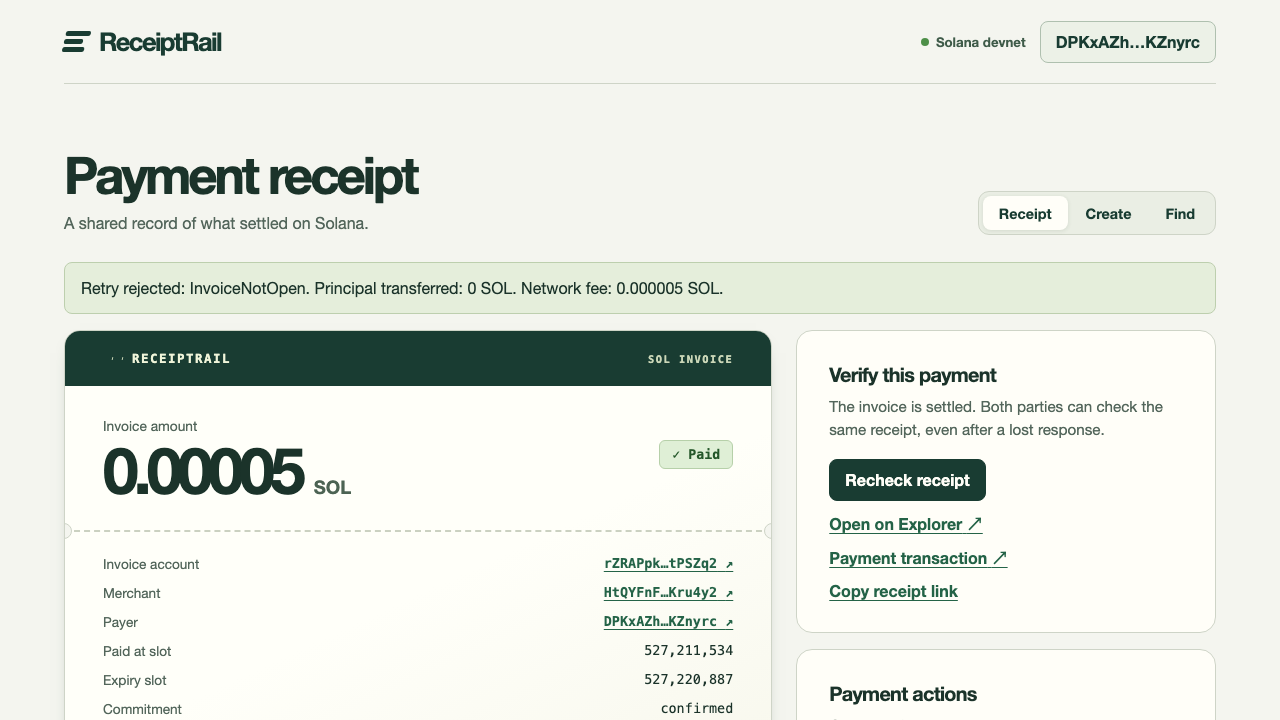 ReceiptRail
Solana devnet
DPKxAZh...KZnyrc
Payment receipt
A shared record of what settled on Solana.
Receipt
Create
Find
Retry rejected: InvoiceNotOpen. Principal transferred: 0 SOL. Network fee: 0.000005 SOL.
RECEIPTRAIL
SOL INVOICE
Invoice amount
0.00005 SOL
✓ Paid
Invoice account rZRAPpk…tPSZq2 ↗
Merchant HtQYFnF…Kru4y2 ↗
Payer DPKxAZh…KZnyrc ↗
Paid at slot 527,211,534
Expiry slot 527,220,887
Commitment confirmed
Verify this payment
The invoice is settled. Both parties can check the
same receipt, even after a lost response.
Recheck receipt
Open on Explorer ↗
Payment transaction ↗
Copy receipt link
Payment actions